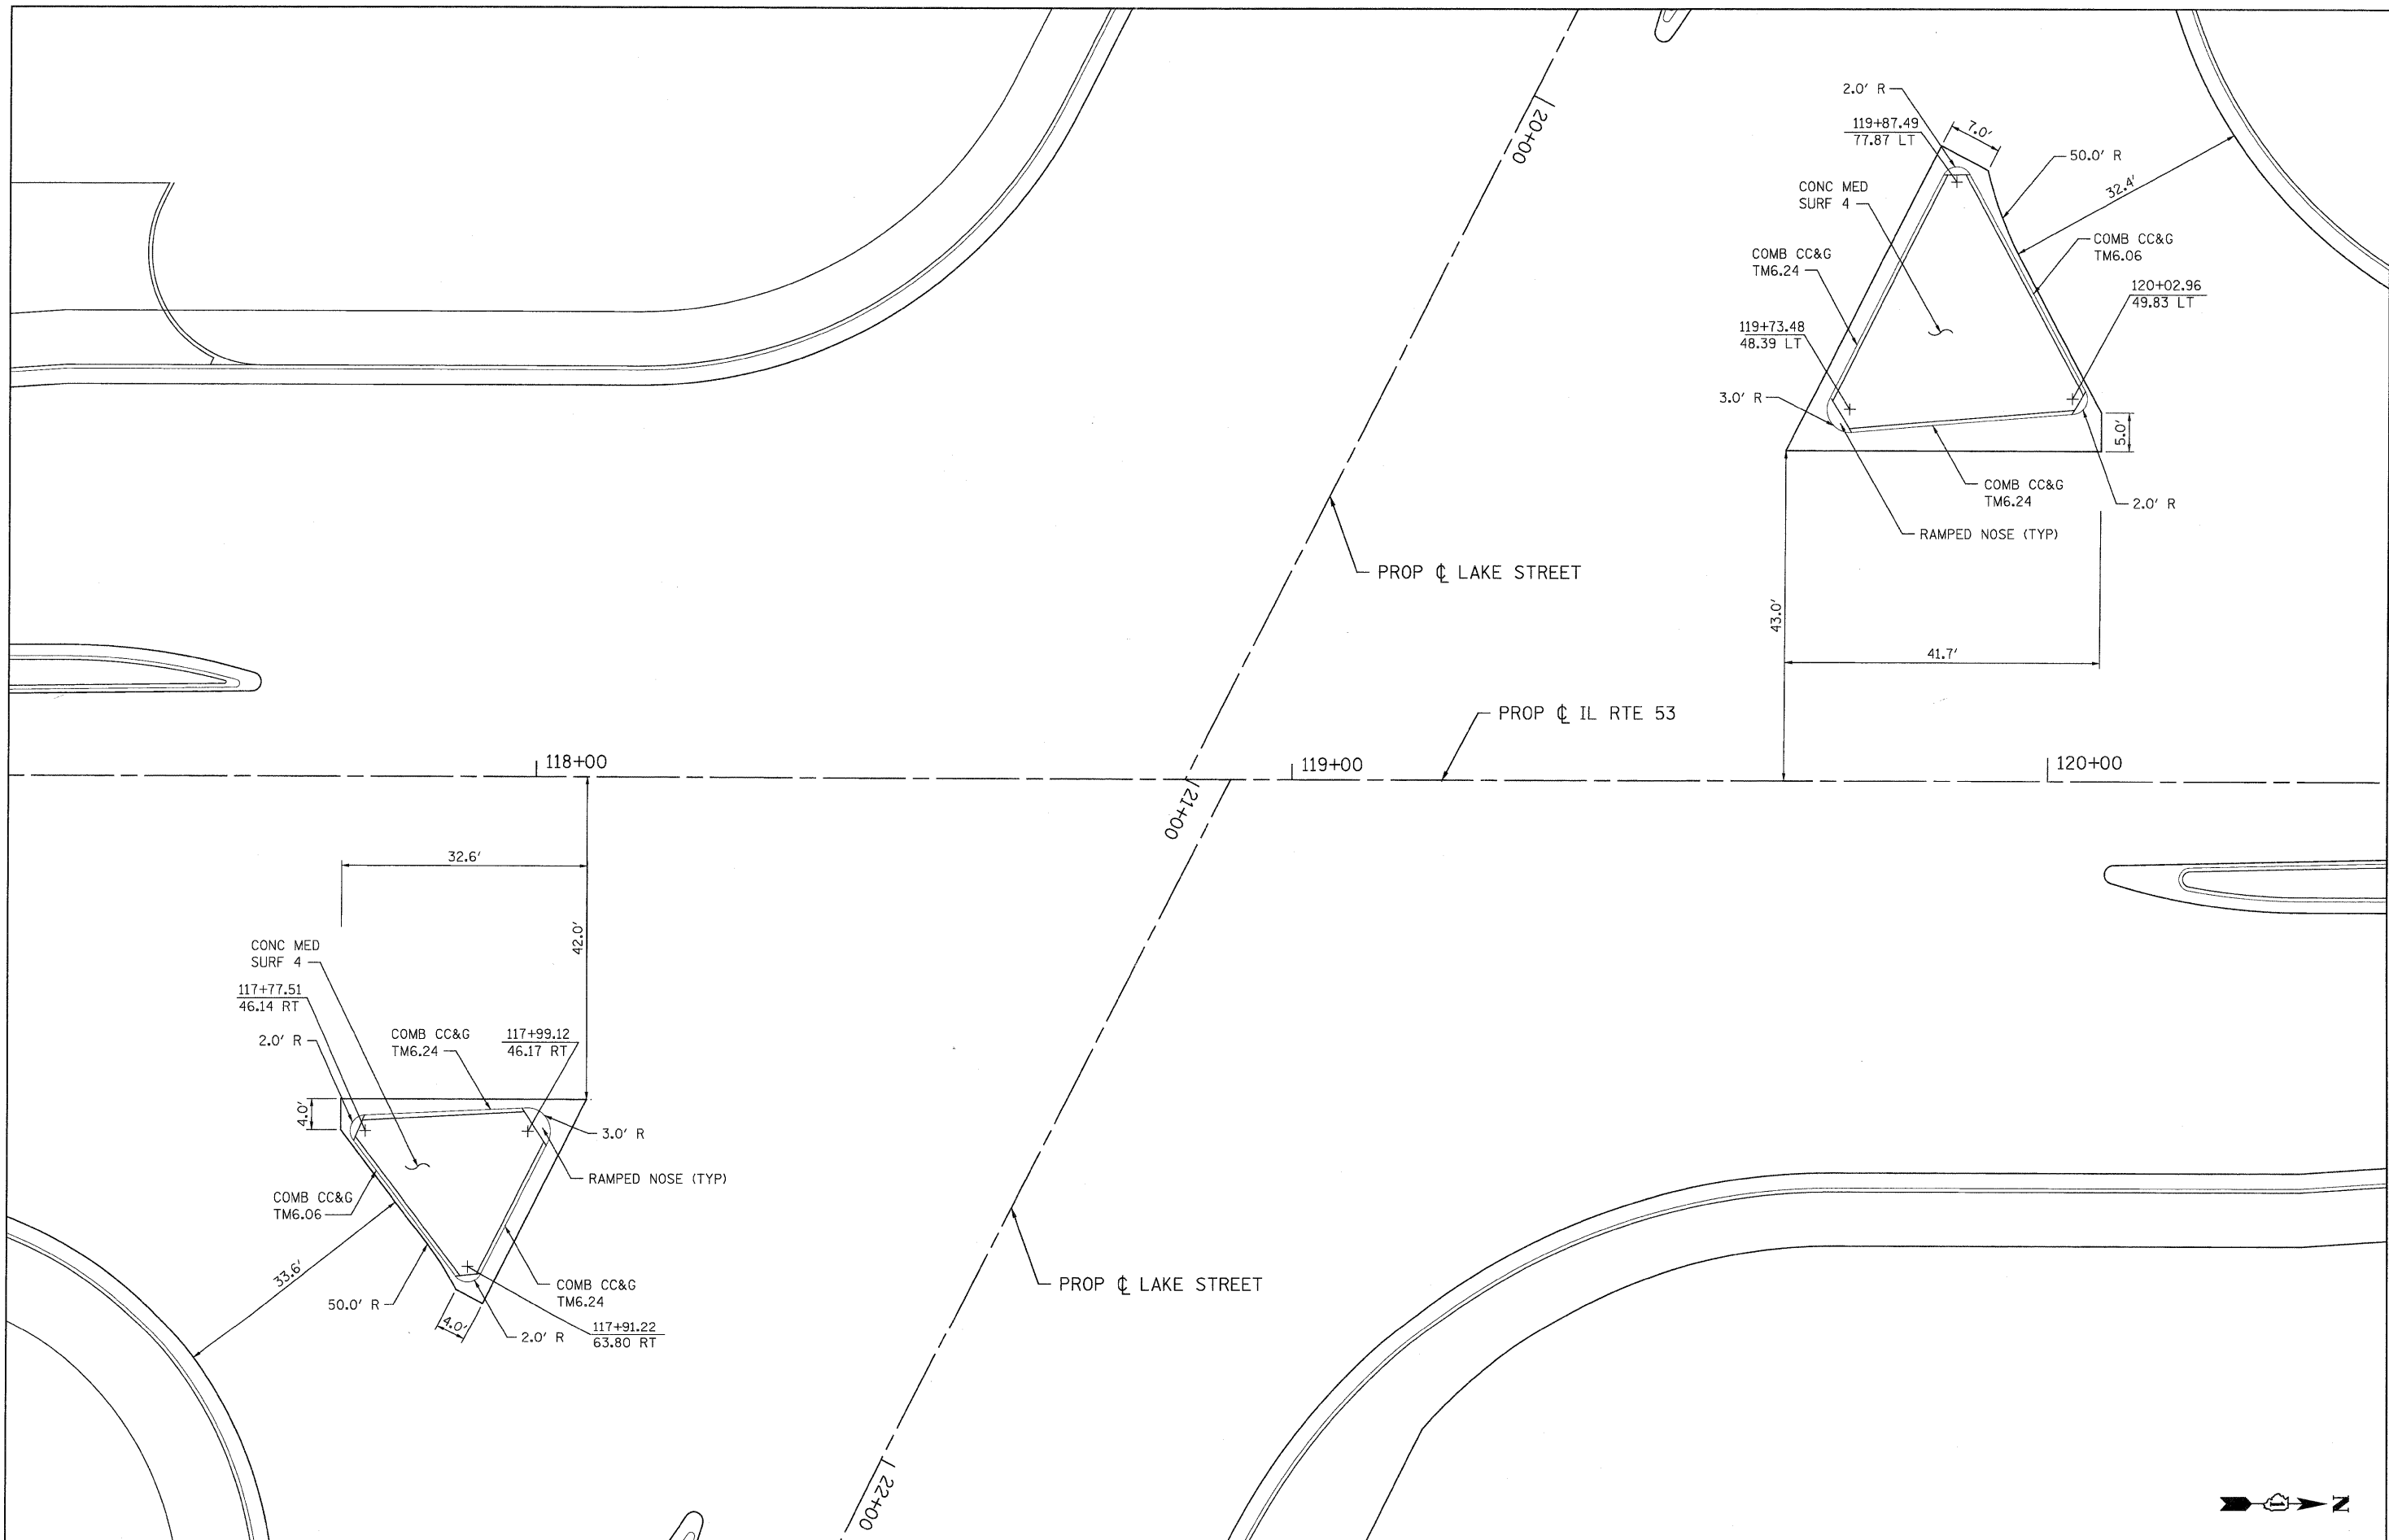 2.0' R
119+87.49
77.87 LT
7.0'
50.0' R
32.4'
CONC MED
SURF 4
COMB CC&G
TM6.24
COMB CC&G
TM6.06
120+02.96
49.83 LT
119+73.48
48.39 LT
3.0' R
5.0'
COMB CC&G
TM6.24
2.0' R
RAMPED NOSE (TYP)
20+00
PROP ℄ LAKE STREET
43.0'
41.7'
PROP ℄ IL RTE 53
118+00
119+00
120+00
21+00
32.6'
42.0'
CONC MED
SURF 4
117+77.51
46.14 RT
2.0' R
COMB CC&G
TM6.24
117+99.12
46.17 RT
4.0'
3.0' R
RAMPED NOSE (TYP)
COMB CC&G
TM6.06
33.6'
50.0' R
4.0'
COMB CC&G
TM6.24
2.0' R
117+91.22
63.80 RT
PROP ℄ LAKE STREET
22+00
N